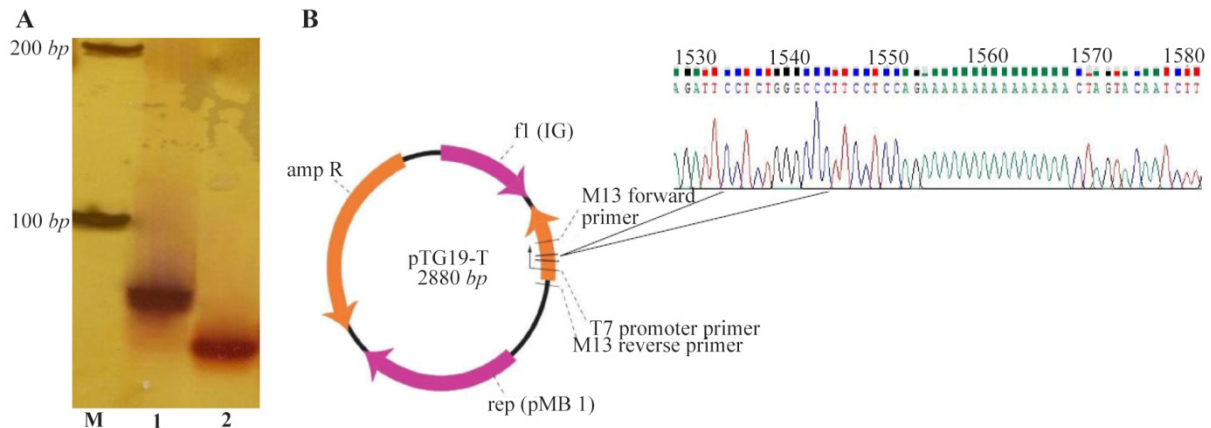 A
B
200 bp
100 bp
M 1 2
1530 1540 1550 1560 1570 1580
AGATTCCTCTGGGCCCTTCCTCCAGAAAAAAAAAAAAAAACTAGTACAATCTT
f1 (IG)
amp R
M13 forward
primer
pTG19-T
2880 bp
T7 promoter primer
M13 reverse primer
rep (pMB 1)